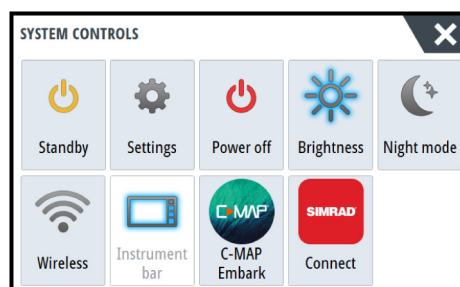 SYSTEM CONTROLS
Standby
Settings
Power off
Brightness
Night mode
C-MAP
SIMRAD
Wireless
Instrument
bar
C-MAP
Embark
Connect